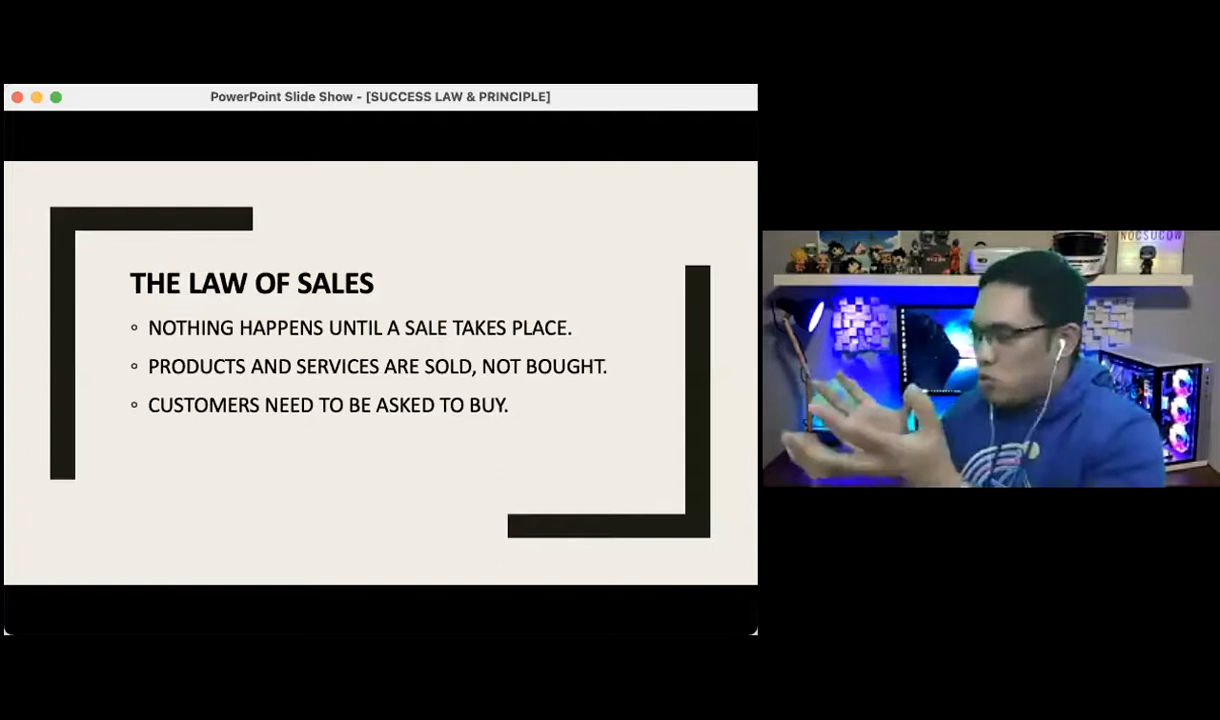 PowerPoint Slide Show - [SUCCESS LAW & PRINCIPLE]
THE LAW OF SALES
◦ NOTHING HAPPENS UNTIL A SALE TAKES PLACE.
◦ PRODUCTS AND SERVICES ARE SOLD, NOT BOUGHT.
◦ CUSTOMERS NEED TO BE ASKED TO BUY.
NOCSUCOW